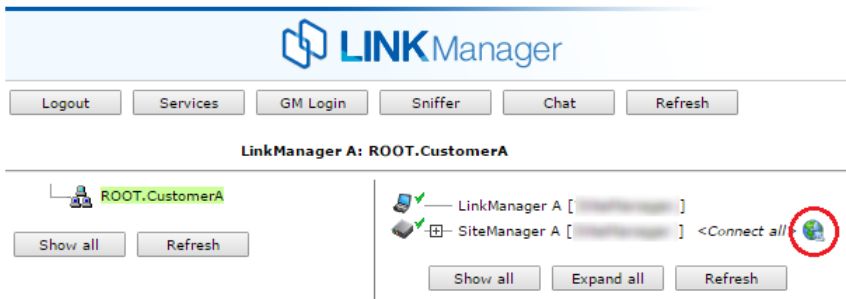 LINKManager
Logout Services GM Login Sniffer Chat Refresh
LinkManager A: ROOT.CustomerA
ROOT.CustomerA
Show all Refresh
LinkManager A [ ]
SiteManager A [ ] <Connect all>
Show all Expand all Refresh